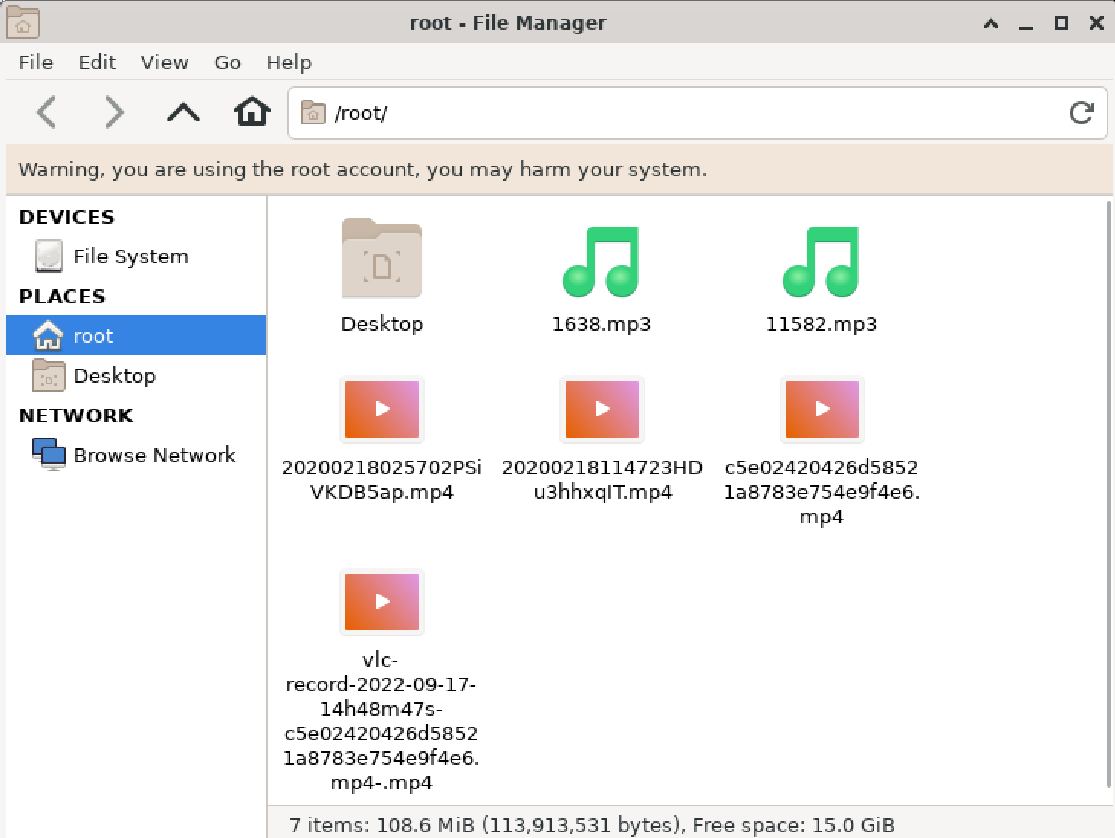 root - File Manager
File Edit View Go Help
/root/
Warning, you are using the root account, you may harm your system.
DEVICES
File System
PLACES
root
Desktop
NETWORK
Browse Network
Desktop
1638.mp3
11582.mp3
20200218025702PSi
VKDB5ap.mp4
20200218114723HD
u3hhxqIT.mp4
c5e02420426d5852
1a8783e754e9f4e6.
mp4
vlc-
record-2022-09-17-
14h48m47s-
c5e02420426d5852
1a8783e754e9f4e6.
mp4-.mp4
7 items: 108.6 MiB (113,913,531 bytes), Free space: 15.0 GiB